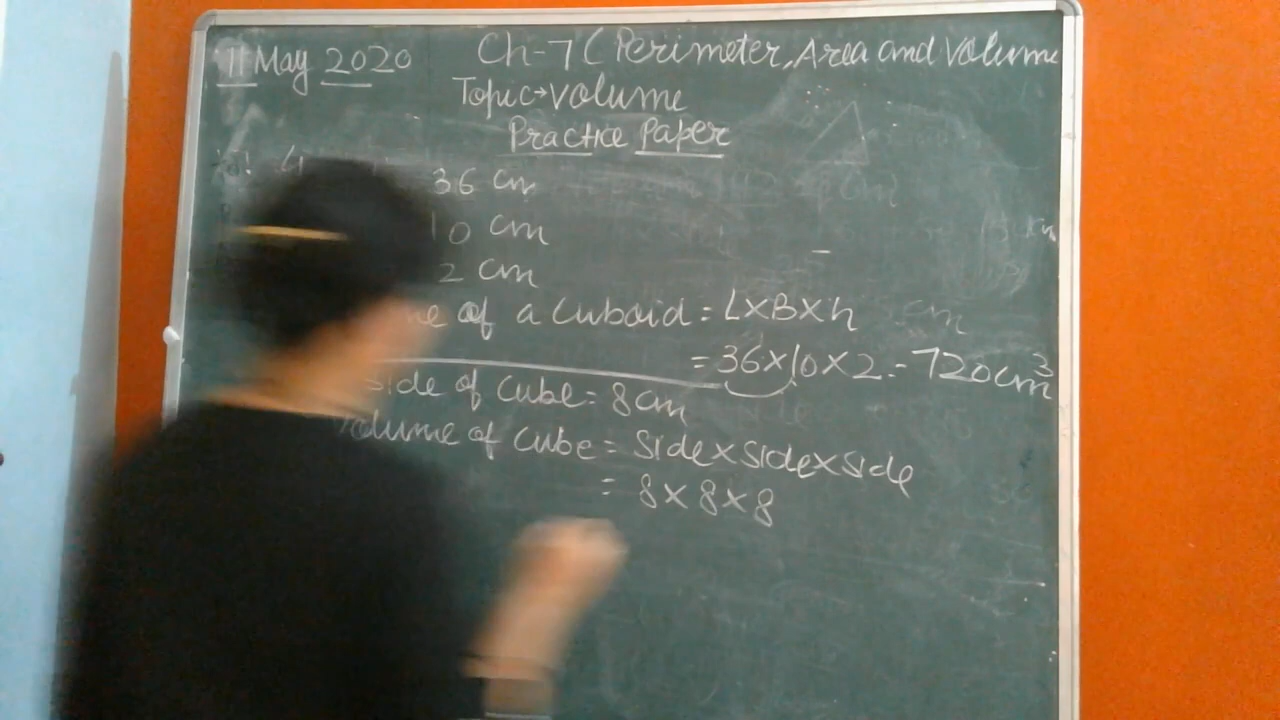 11 May 2020 Ch-7 (Perimeter, Area and Volume
Topic→volume
Practice Paper
36 cm
10 cm
2 cm
of a cuboid = L×B×h
= 36×10×2 = 720cm³
Side of cube = 8cm
Volume of cube = side×side×side
= 8×8×8